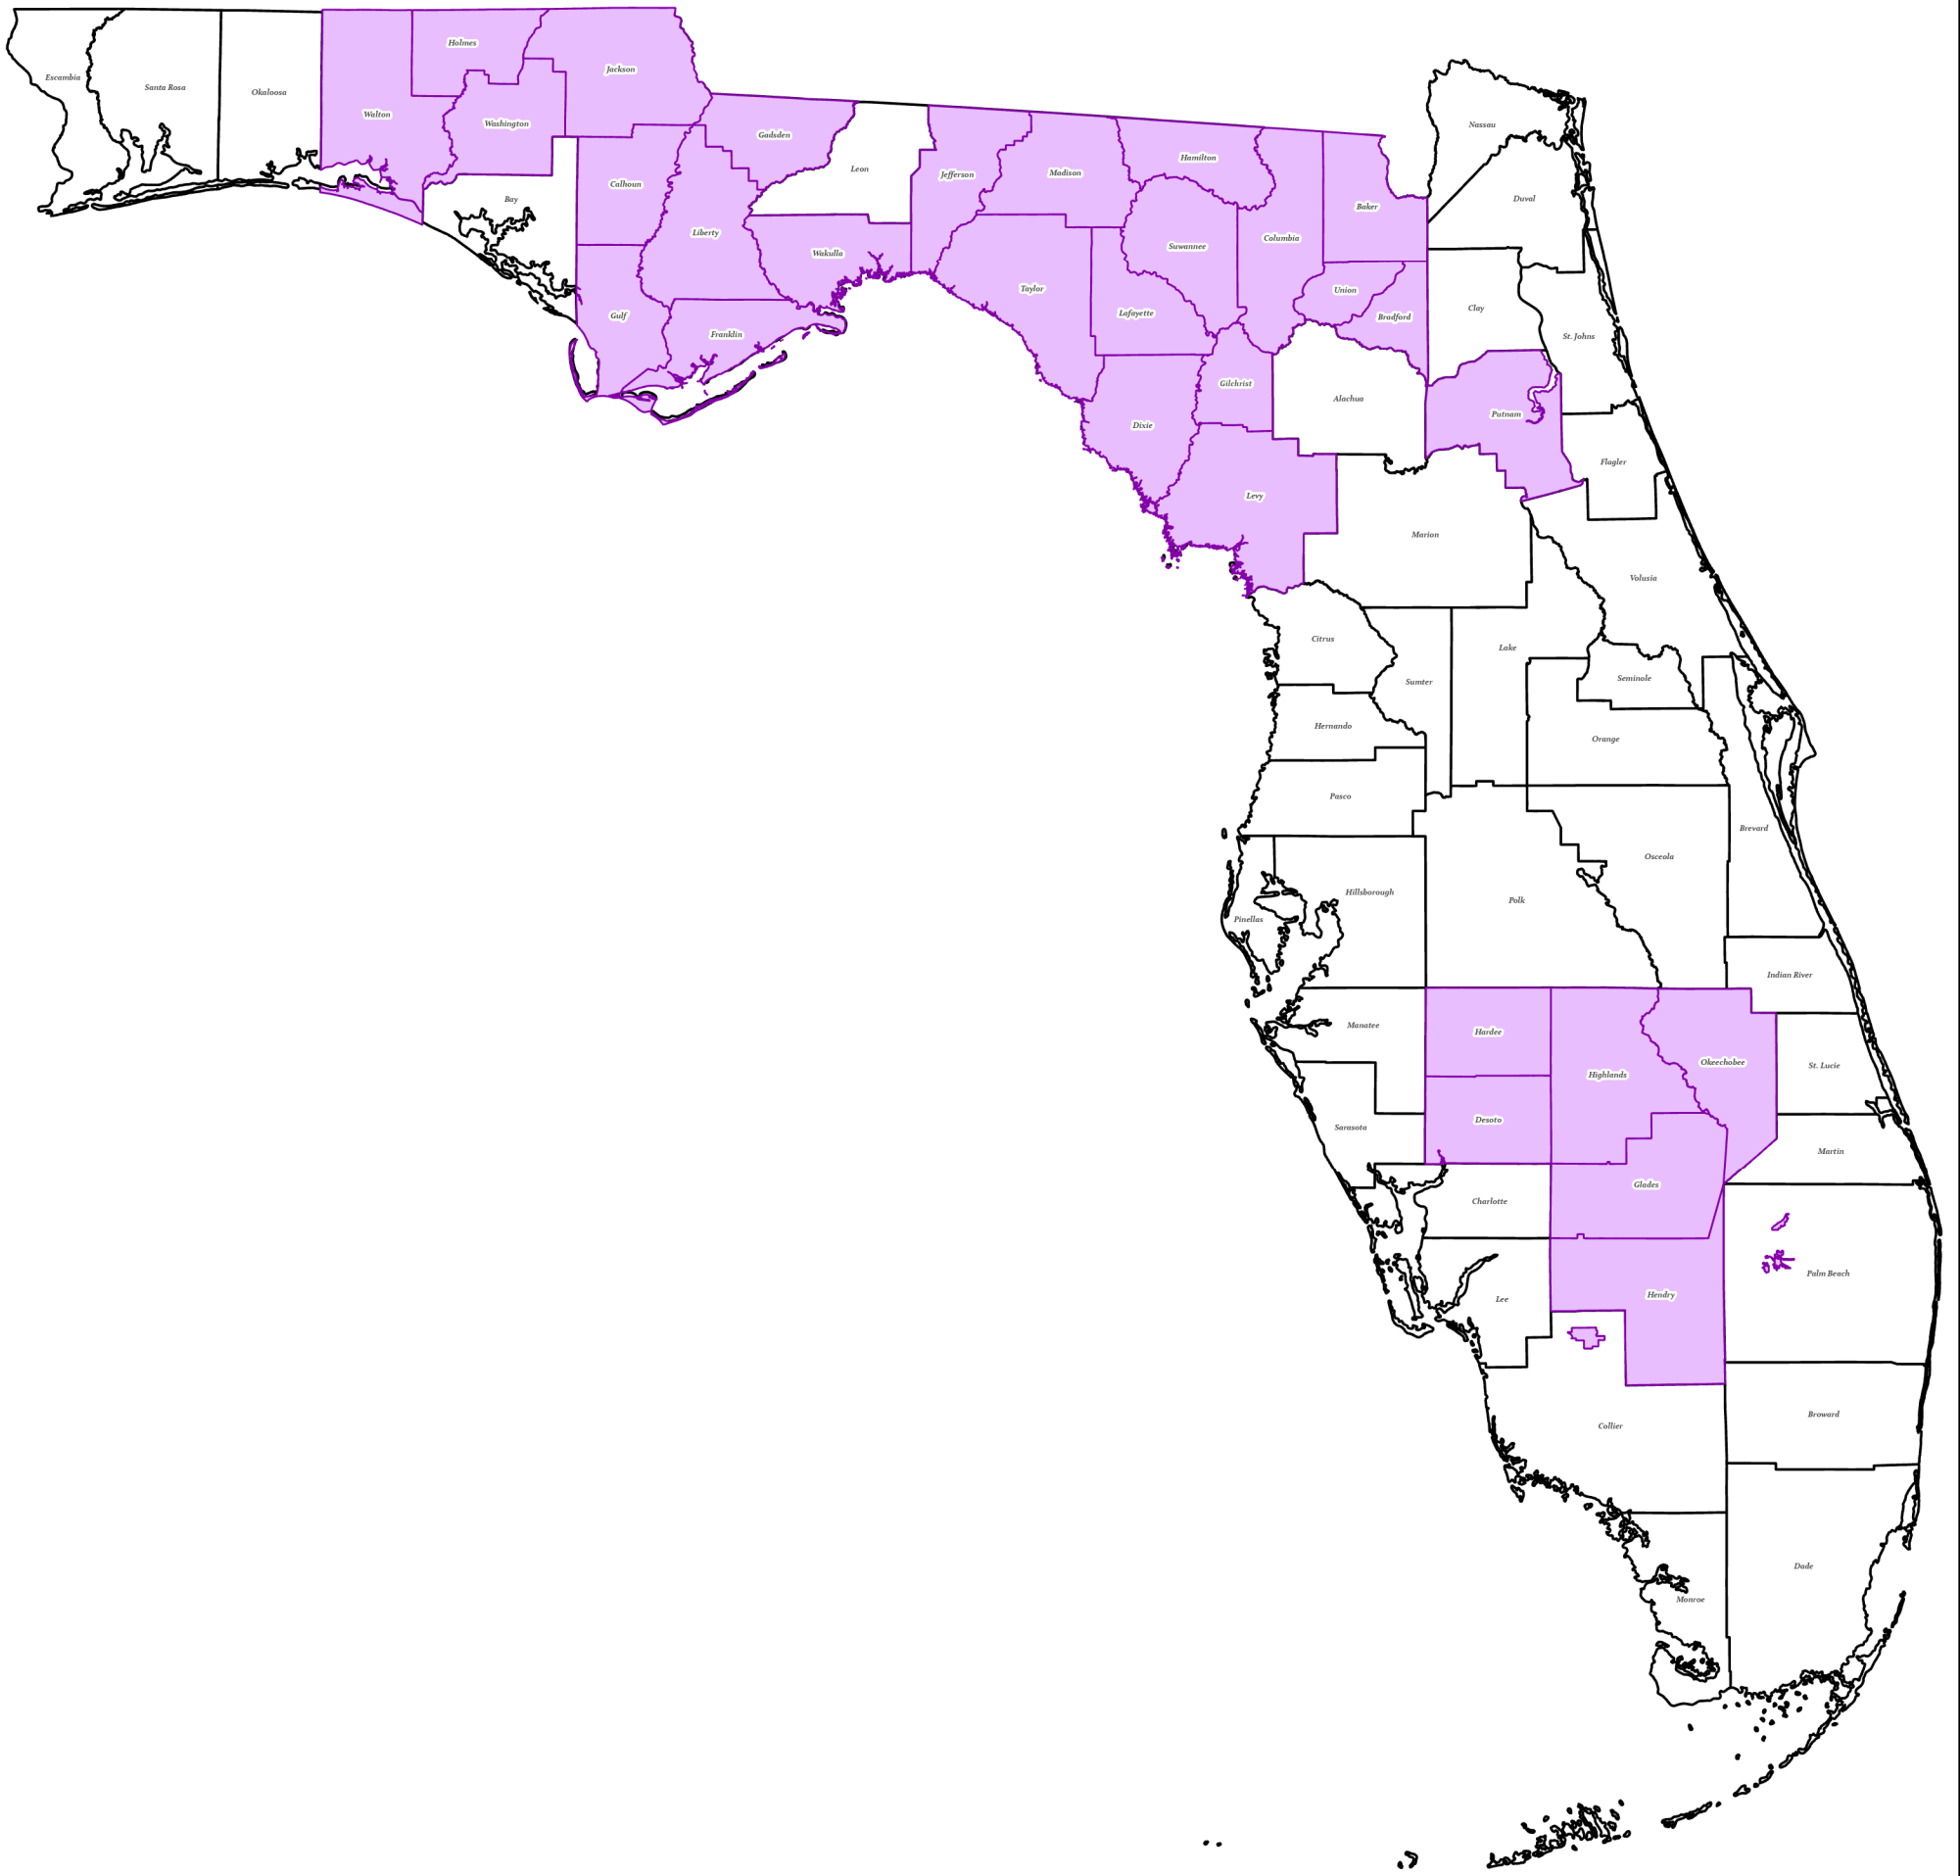 Holmes
Jackson
Escambia
Santa Rosa
Okaloosa
Walton
Washington
Gadsden
Nassau
Hamilton
Leon
Jefferson
Madison
Calhoun
Bay
Duval
Baker
Liberty
Columbia
Suwannee
Wakulla
Taylor
Union
Clay
Lafayette
Gulf
Bradford
Franklin
St. Johns
Gilchrist
Alachua
Putnam
Dixie
Flagler
Levy
Marion
Volusia
Citrus
Lake
Seminole
Sumter
Hernando
Orange
Pasco
Brevard
Osceola
Hillsborough
Polk
Pinellas
Indian River
Manatee
Hardee
Okeechobee
St. Lucie
Highlands
Desoto
Sarasota
Martin
Glades
Charlotte
Palm Beach
Hendry
Lee
Broward
Collier
Dade
Monroe